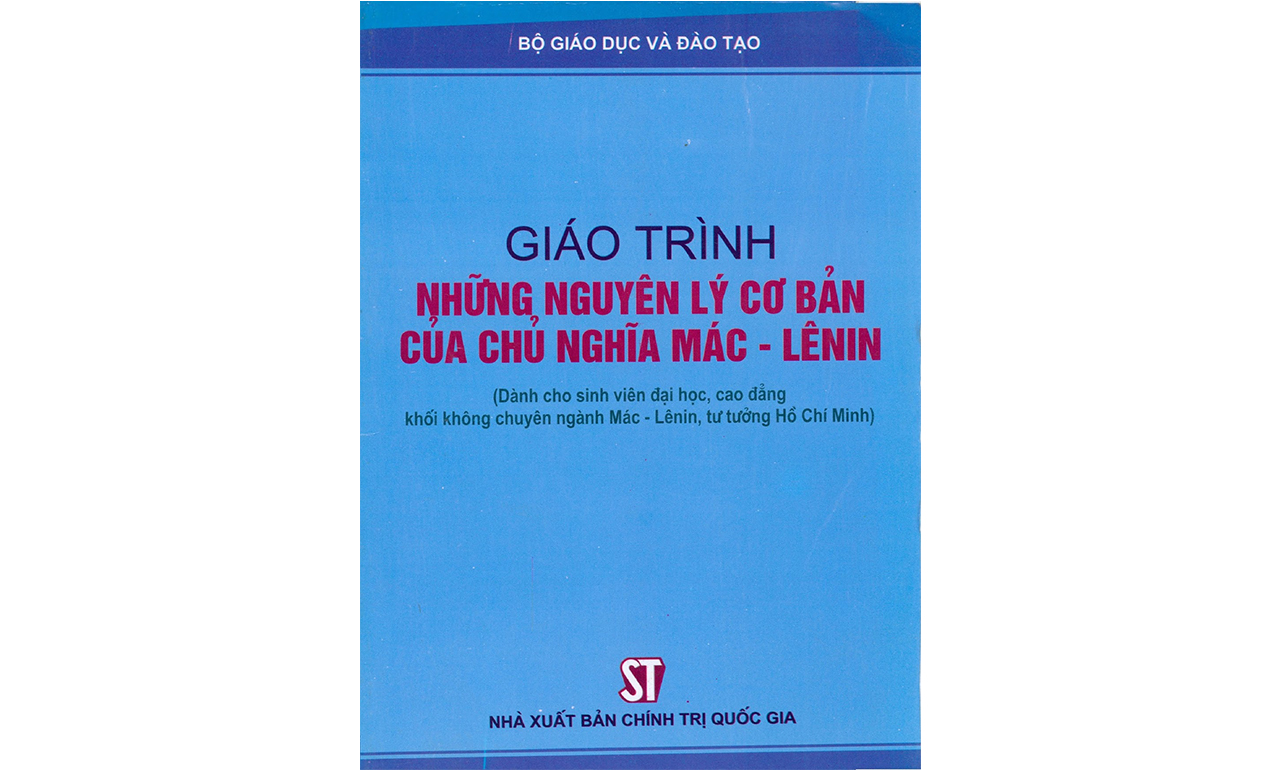 BỘ GIÁO DỤC VÀ ĐÀO TẠO
GIÁO TRÌNH
NHỮNG NGUYÊN LÝ CƠ BẢN
CỦA CHỦ NGHĨA MÁC - LÊNIN
(Dành cho sinh viên đại học, cao đẳng
khối không chuyên ngành Mác - Lênin, tư tưởng Hồ Chí Minh)
ST
NHÀ XUẤT BẢN CHÍNH TRỊ QUỐC GIA